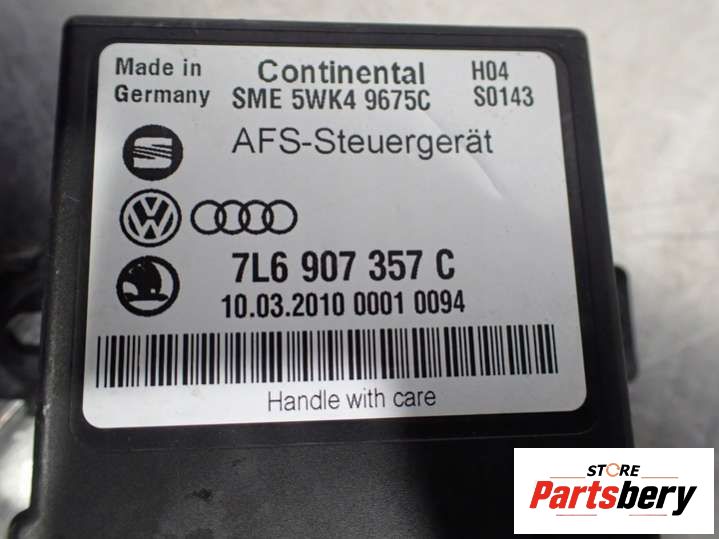 Made in Germany
Continental
SME 5WK4 9675C
H04
S0143
AFS-Steuergerät
7L6 907 357 C
10.03.2010 0001 0094
Handle with care
STORE
Partsbery